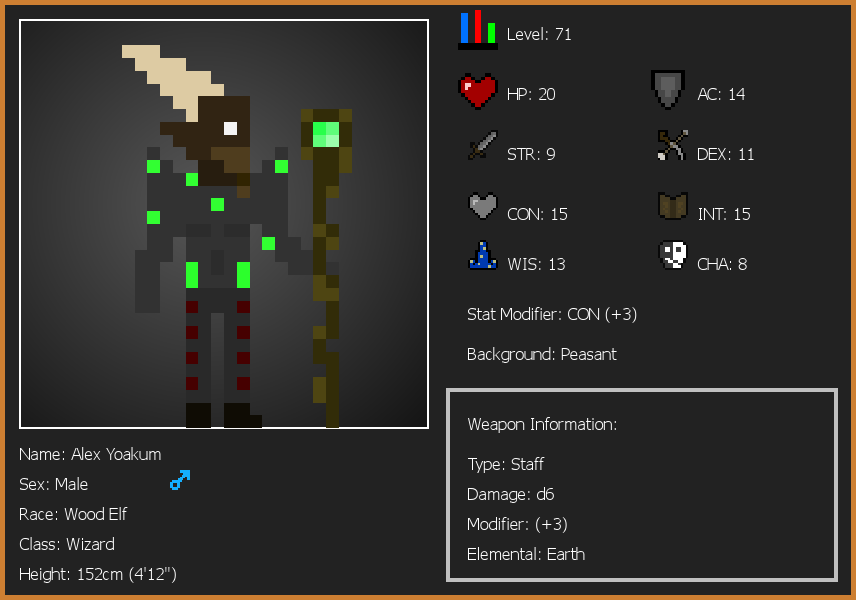 Level: 71
HP: 20
AC: 14
STR: 9
DEX: 11
CON: 15
INT: 15
WIS: 13
CHA: 8
Stat Modifier: CON (+3)
Background: Peasant
Weapon Information:
Type: Staff
Damage: d6
Modifier: (+3)
Elemental: Earth
Name: Alex Yoakum
Sex: Male
Race: Wood Elf
Class: Wizard
Height: 152cm (4'12")